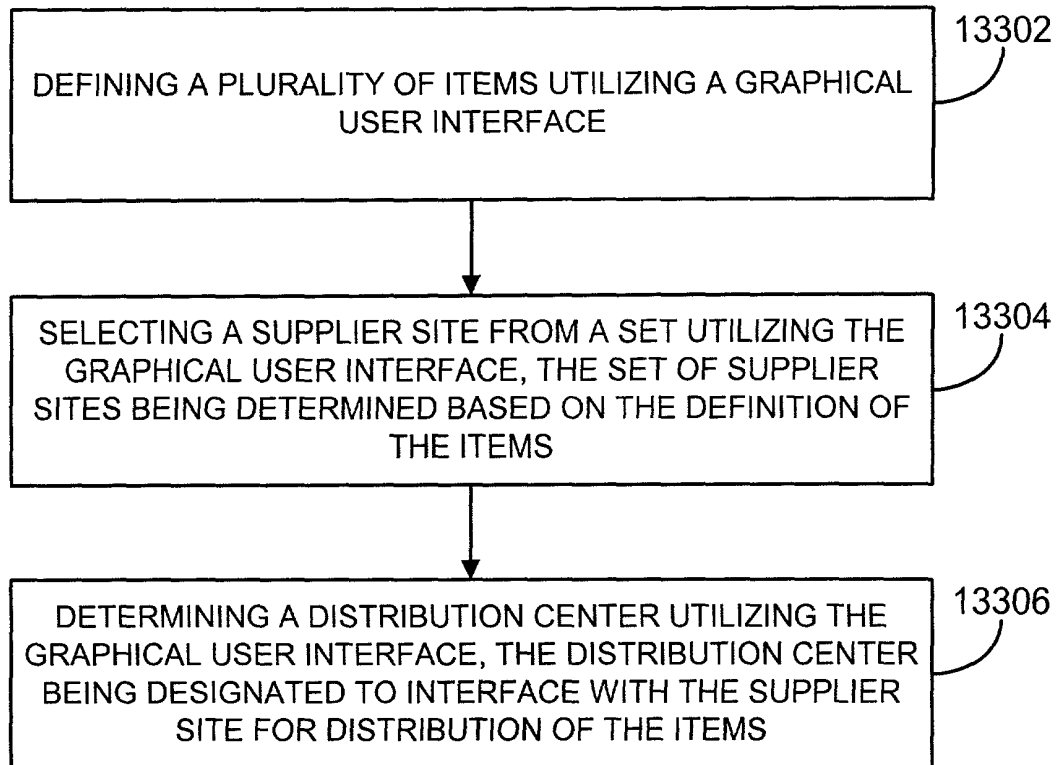 13302
DEFINING A PLURALITY OF ITEMS UTILIZING A GRAPHICAL
USER INTERFACE
13304
SELECTING A SUPPLIER SITE FROM A SET UTILIZING THE
GRAPHICAL USER INTERFACE, THE SET OF SUPPLIER
SITES BEING DETERMINED BASED ON THE DEFINITION OF
THE ITEMS
13306
DETERMINING A DISTRIBUTION CENTER UTILIZING THE
GRAPHICAL USER INTERFACE, THE DISTRIBUTION CENTER
BEING DESIGNATED TO INTERFACE WITH THE SUPPLIER
SITE FOR DISTRIBUTION OF THE ITEMS